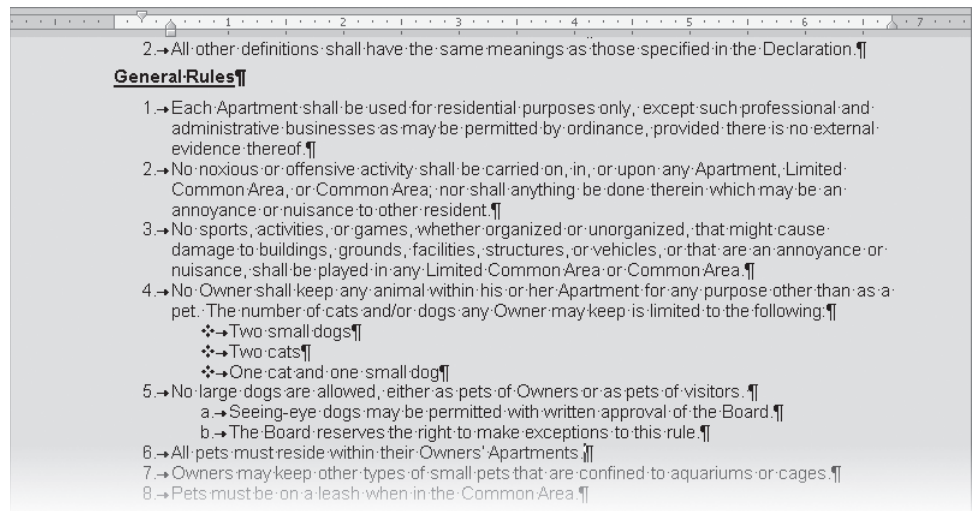 1 2 3 4 5 6 7
2. All other definitions shall have the same meanings as those specified in the Declaration.¶
General Rules¶
1. Each Apartment shall be used for residential purposes only, except such professional and
administrative businesses as may be permitted by ordinance, provided there is no external
evidence thereof.¶
2. No noxious or offensive activity shall be carried on, in, or upon any Apartment, Limited
Common Area, or Common Area; nor shall anything be done therein which may be an
annoyance or nuisance to other resident.¶
3. No sports, activities, or games, whether organized or unorganized, that might cause
damage to buildings, grounds, facilities, structures, or vehicles, or that are an annoyance or
nuisance, shall be played in any Limited Common Area or Common Area.¶
4. No Owner shall keep any animal within his or her Apartment for any purpose other than as a
pet. The number of cats and/or dogs any Owner may keep is limited to the following:¶
❖ Two small dogs¶
❖ Two cats¶
❖ One cat and one small dog¶
5. No large dogs are allowed, either as pets of Owners or as pets of visitors. ¶
a. Seeing-eye dogs may be permitted with written approval of the Board.¶
b. The Board reserves the right to make exceptions to this rule.¶
6. All pets must reside within their Owners' Apartments.¶
7. Owners may keep other types of small pets that are confined to aquariums or cages.¶
8. Pets must be on a leash when in the Common Area.¶